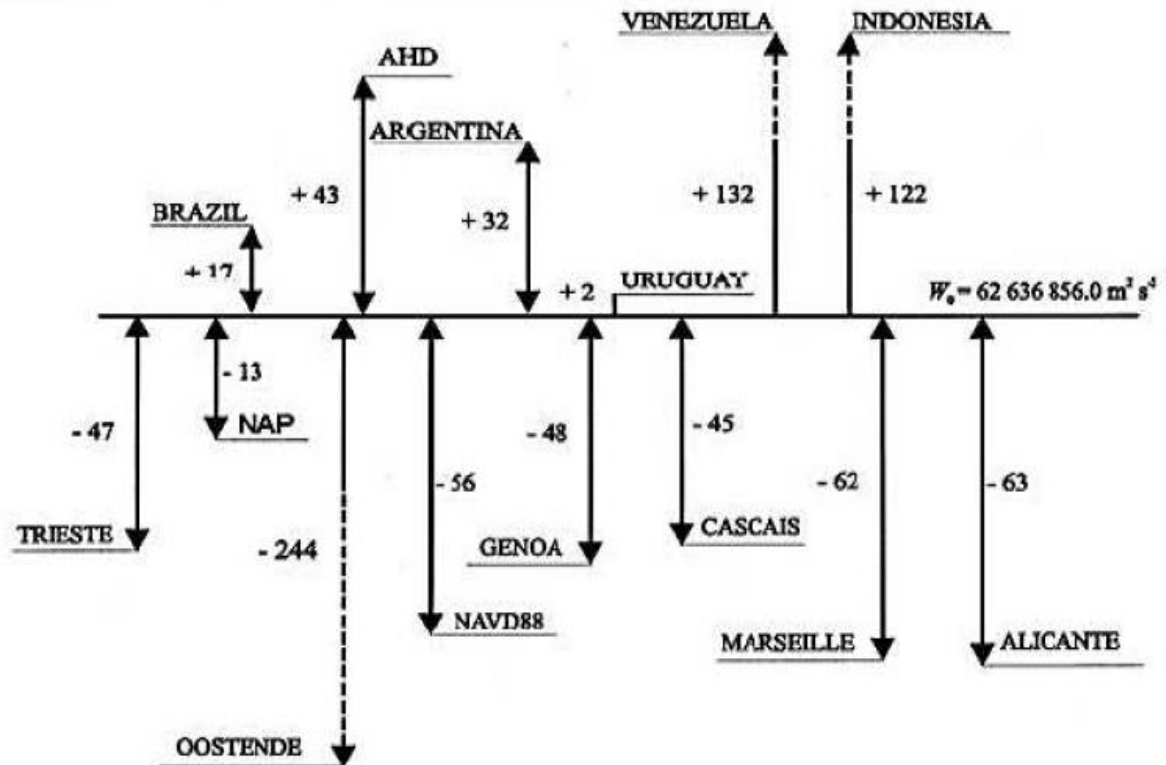 VENEZUELA
INDONESIA
AHD
ARGENTINA
+ 43
+ 132
+ 122
BRAZIL
+ 32
+ 17
+ 2
URUGUAY
W₀ = 62 636 856.0 m² s⁻²
- 13
- 47
NAP
- 48
- 45
- 56
- 62
- 63
TRIESTE
- 244
GENOA
CASCAIS
NAVD88
MARSEILLE
ALICANTE
OOSTENDE